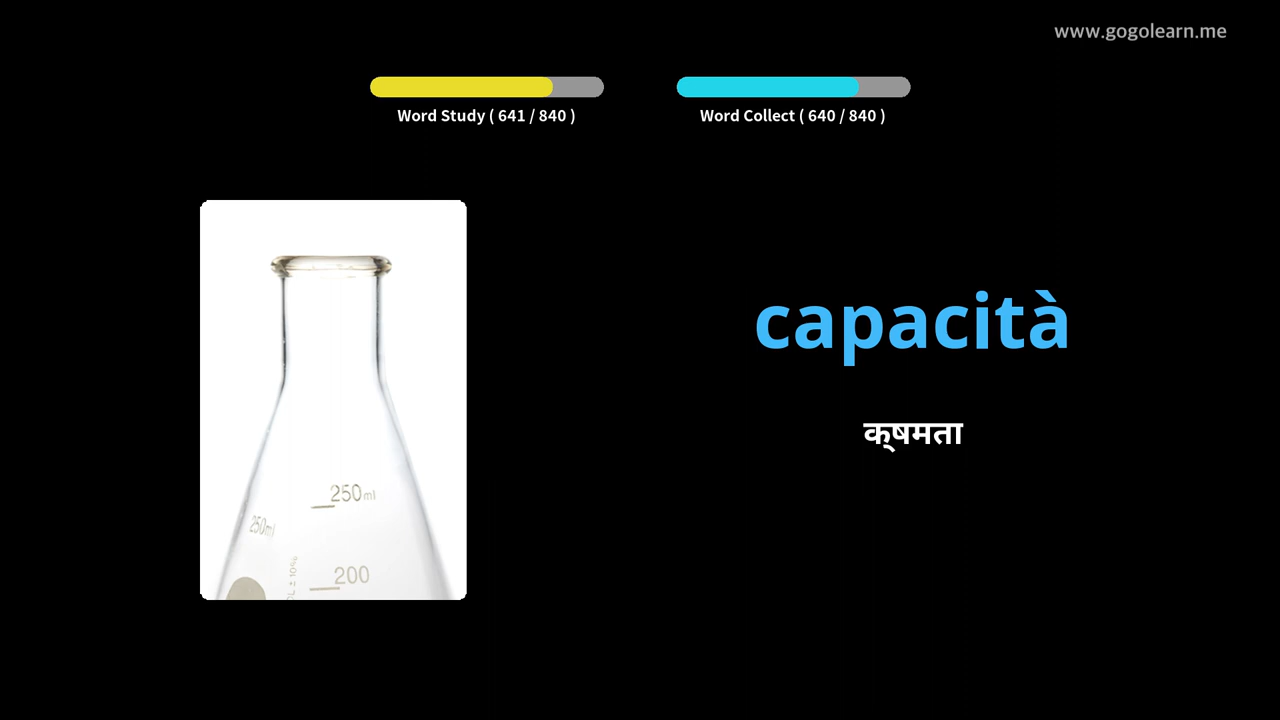 www.gogolearn.me
Word Study ( 641 / 840 )
Word Collect ( 640 / 840 )
capacità
क्षमता
250ml
250ml
200